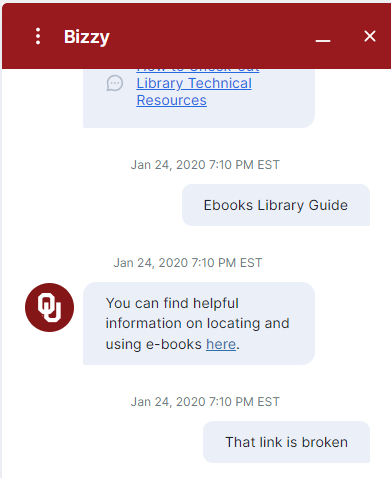 Bizzy
How to Check-out
Library Technical
Resources
Jan 24, 2020 7:10 PM EST
Ebooks Library Guide
Jan 24, 2020 7:10 PM EST
OU
You can find helpful
information on locating and
using e-books here.
Jan 24, 2020 7:10 PM EST
That link is broken